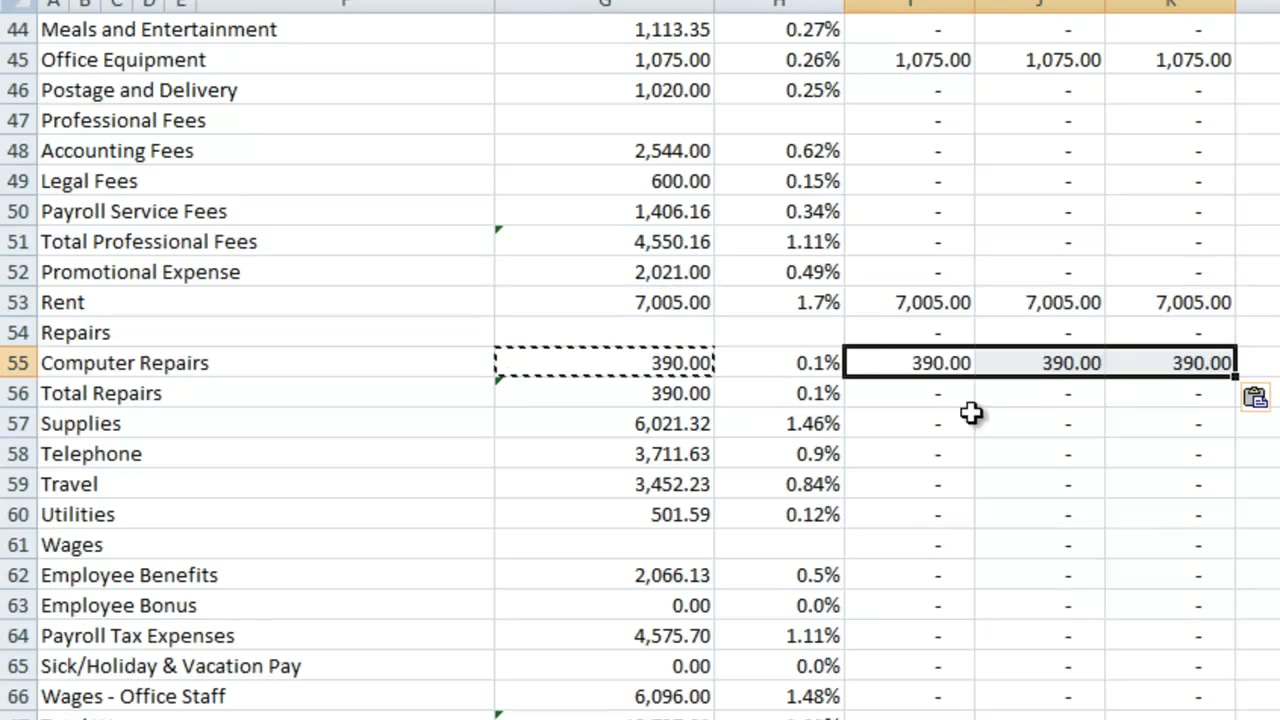 A B C D E F G H I J K
44 Meals and Entertainment 1,113.35 0.27% - - -
45 Office Equipment 1,075.00 0.26% 1,075.00 1,075.00 1,075.00
46 Postage and Delivery 1,020.00 0.25% - - -
47 Professional Fees - - -
48 Accounting Fees 2,544.00 0.62% - - -
49 Legal Fees 600.00 0.15% - - -
50 Payroll Service Fees 1,406.16 0.34% - - -
51 Total Professional Fees 4,550.16 1.11% - - -
52 Promotional Expense 2,021.00 0.49% - - -
53 Rent 7,005.00 1.7% 7,005.00 7,005.00 7,005.00
54 Repairs - - -
55 Computer Repairs 390.00 0.1% 390.00 390.00 390.00
56 Total Repairs 390.00 0.1% - - -
57 Supplies 6,021.32 1.46% - - -
58 Telephone 3,711.63 0.9% - - -
59 Travel 3,452.23 0.84% - - -
60 Utilities 501.59 0.12% - - -
61 Wages - - -
62 Employee Benefits 2,066.13 0.5% - - -
63 Employee Bonus 0.00 0.0% - - -
64 Payroll Tax Expenses 4,575.70 1.11% - - -
65 Sick/Holiday & Vacation Pay 0.00 0.0% - - -
66 Wages - Office Staff 6,096.00 1.48% - - -